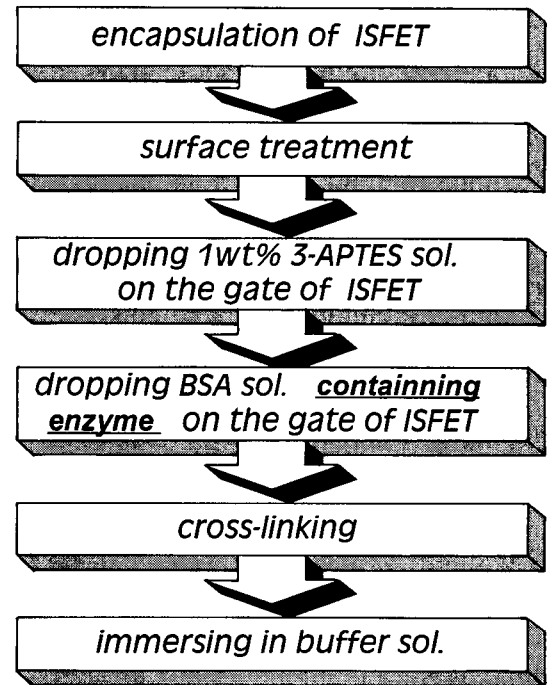 encapsulation of ISFET
surface treatment
dropping 1wt% 3-APTES sol.
on the gate of ISFET
dropping BSA sol. containning
enzyme on the gate of ISFET
cross-linking
immersing in buffer sol.